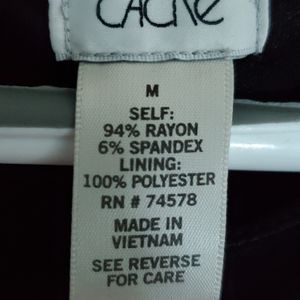 CACHE
M
SELF:
94% RAYON
6% SPANDEX
LINING:
100% POLYESTER
RN # 74578
MADE IN
VIETNAM
SEE REVERSE
FOR CARE